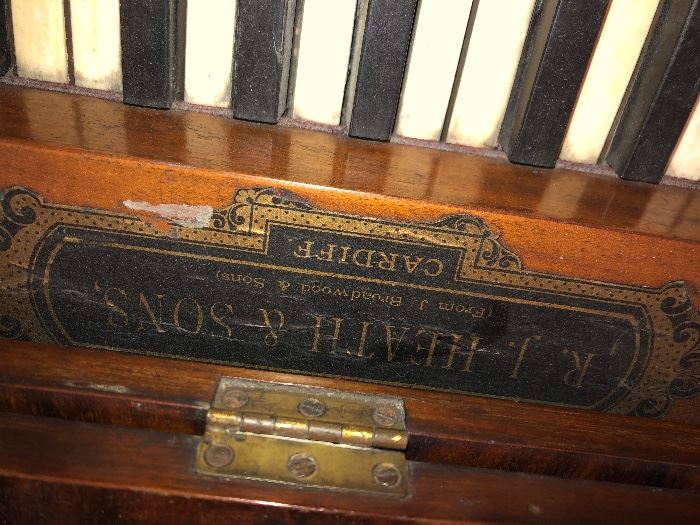 R. J. HEATH & SONS,
(From J. Broadwood & Sons)
CARDIFF.